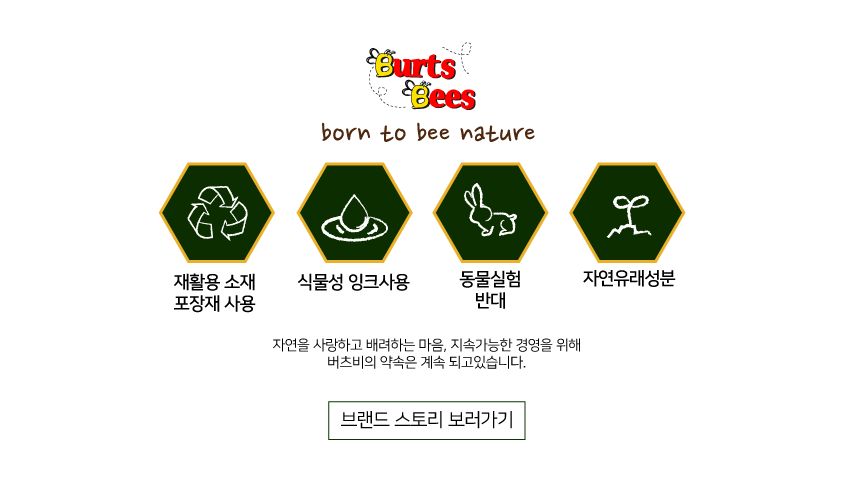 Burts
Bees
born to bee nature
재활용 소재
포장재 사용
식물성 잉크사용
동물실험
반대
자연유래성분
자연을 사랑하고 배려하는 마음, 지속가능한 경영을 위해
버츠비의 약속은 계속 되고있습니다.
브랜드 스토리 보러가기